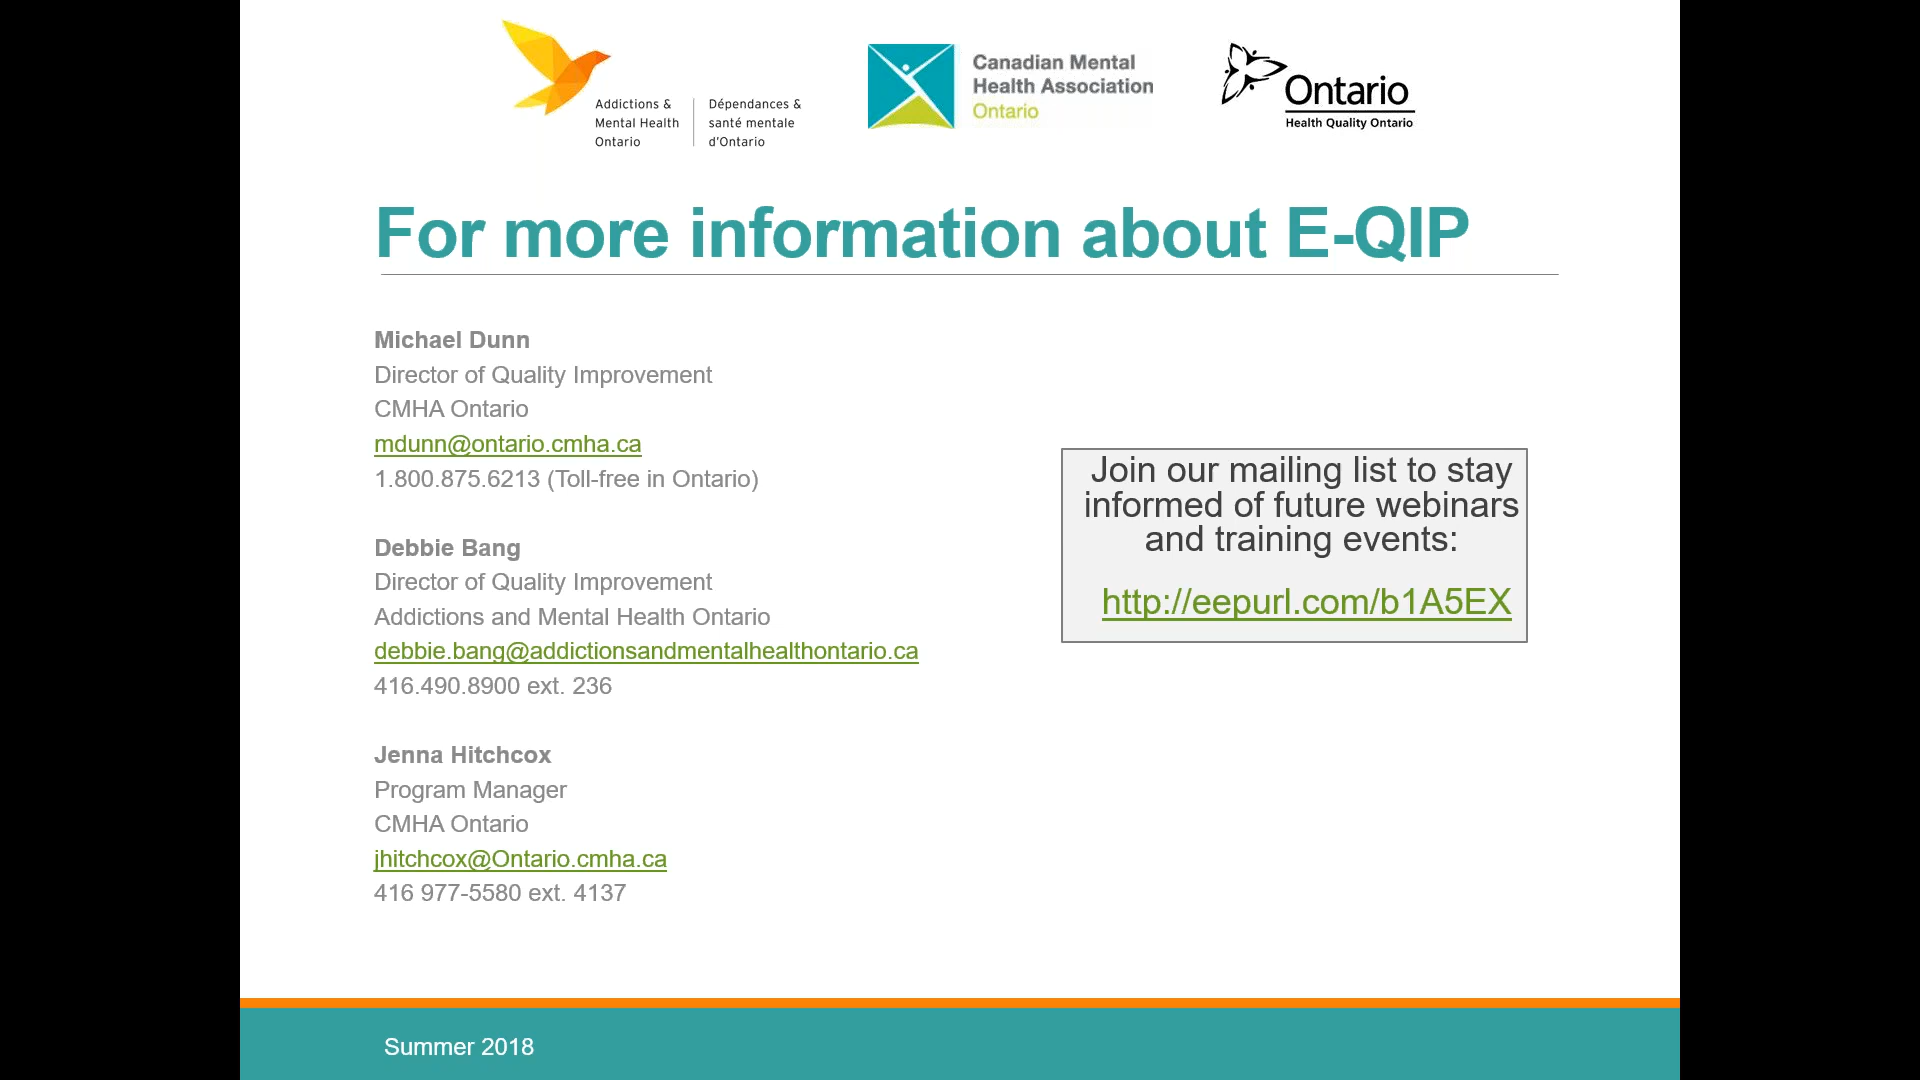 Addictions &
Mental Health
Ontario
Dépendances &
santé mentale
d'Ontario
Canadian Mental
Health Association
Ontario
Ontario
Health Quality Ontario
For more information about E-QIP
Michael Dunn
Director of Quality Improvement
CMHA Ontario
mdunn@ontario.cmha.ca
1.800.875.6213 (Toll-free in Ontario)
Debbie Bang
Director of Quality Improvement
Addictions and Mental Health Ontario
debbie.bang@addictionsandmentalhealthontario.ca
416.490.8900 ext. 236
Jenna Hitchcox
Program Manager
CMHA Ontario
jhitchcox@Ontario.cmha.ca
416 977-5580 ext. 4137
Join our mailing list to stay
informed of future webinars
and training events:
http://eepurl.com/b1A5EX
Summer 2018